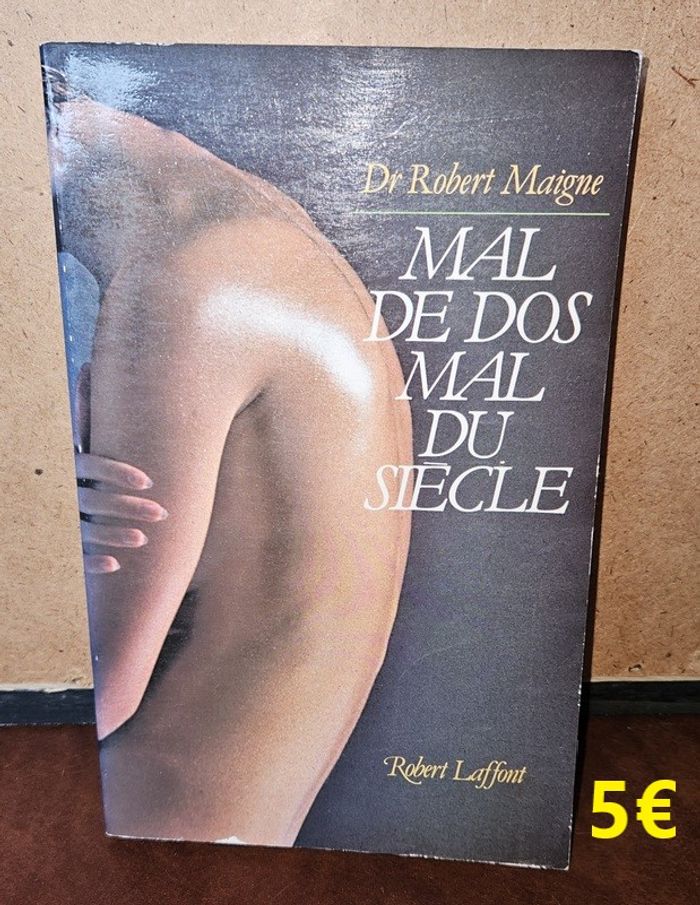 Dr Robert Maigne
MAL
DE DOS
MAL
DU
SIÈCLE
Robert Laffont
5€